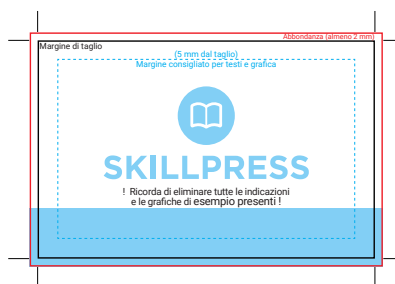 Abbondanza (almeno 2 mm)
Margine di taglio
(5 mm dal taglio)
Margine consigliato per testi e grafica
SKILLPRESS
! Ricorda di eliminare tutte le indicazioni
e le grafiche di esempio presenti !